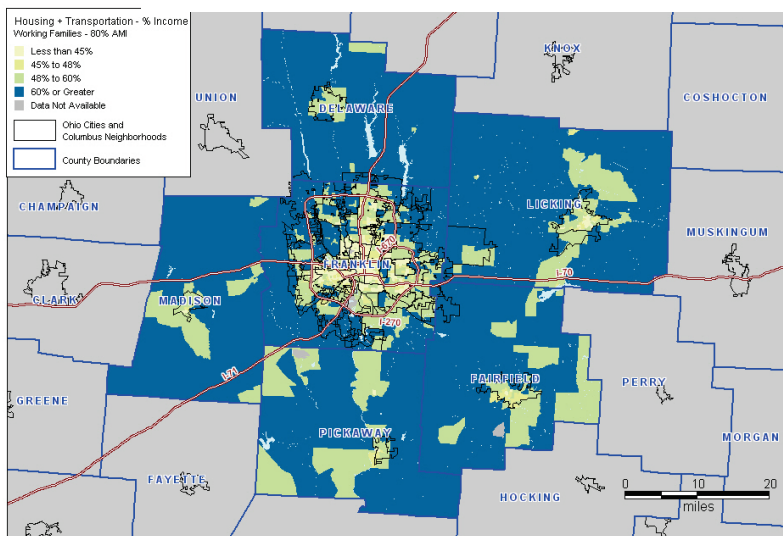 Housing + Transportation - % Income
Working Families - 80% AMI
Less than 45%
45% to 48%
48% to 60%
60% or Greater
Data Not Available
Ohio Cities and
Columbus Neighborhoods
County Boundaries
KNOX
UNION
COSHOCTON
DELAWARE
CHAMPAIGN
LICKING
MUSKINGUM
I-670
FRANKLIN
I-70
CLARK
MADISON
I-270
I-71
FAIRFIELD
PERRY
GREENE
PICKAWAY
MORGAN
FAYETTE
HOCKING
0 10 20
miles